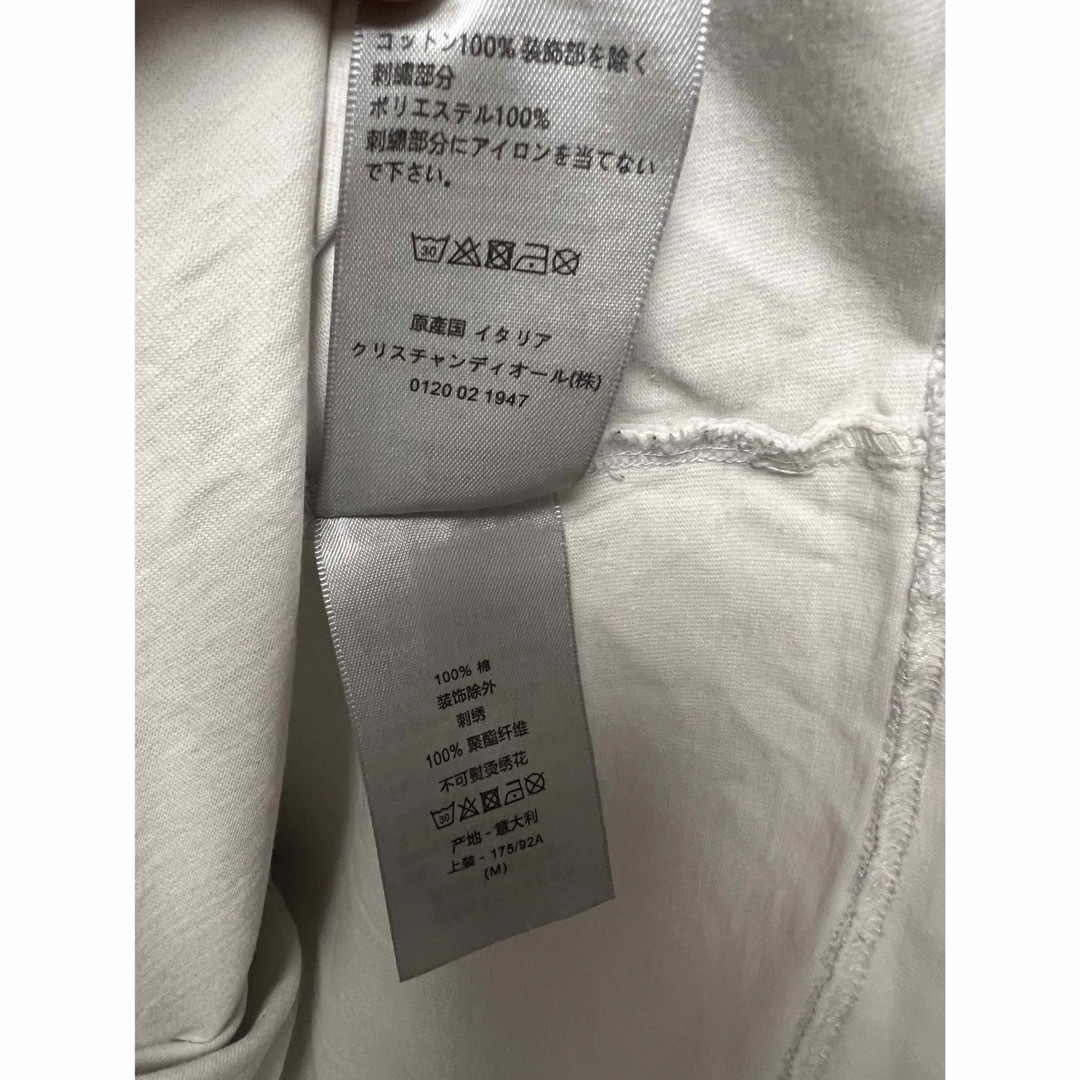 コットン100% 装飾部を除く
刺繍部分
ポリエステル100%
刺繍部分にアイロンを当てない
で下さい。
30
原産国 イタリア
クリスチャンディオール(株)
0120 02 1947
100% 棉
装饰除外
刺绣
100% 聚酯纤维
不可熨烫绣花
30
产地 - 意大利
上装 - 175/92A
(M)